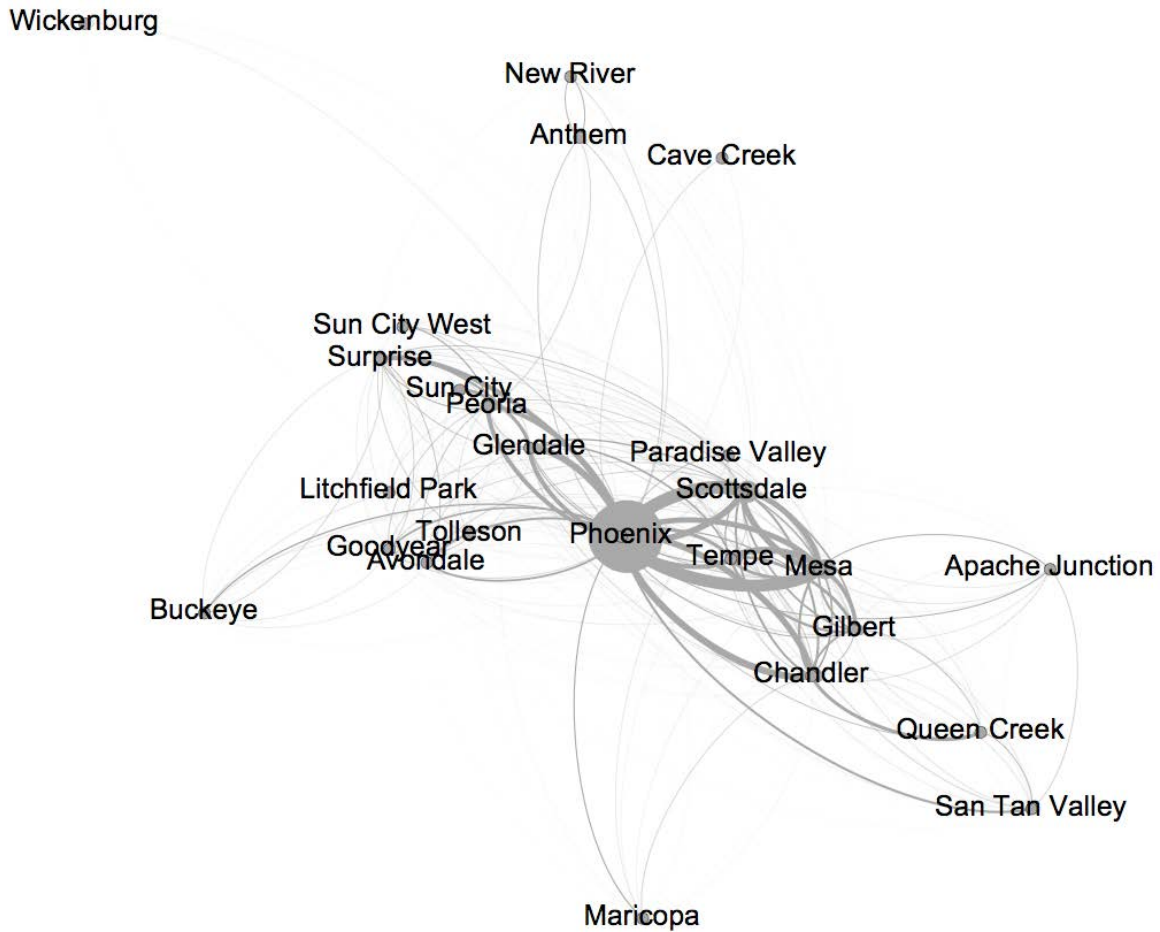 Wickenburg
New River
Anthem
Cave Creek
Sun City West
Surprise
Sun City
Peoria
Glendale
Paradise Valley
Litchfield Park
Scottsdale
Tolleson
Phoenix
Goodyear
Avondale
Tempe
Mesa
Apache Junction
Buckeye
Gilbert
Chandler
Queen Creek
San Tan Valley
Maricopa